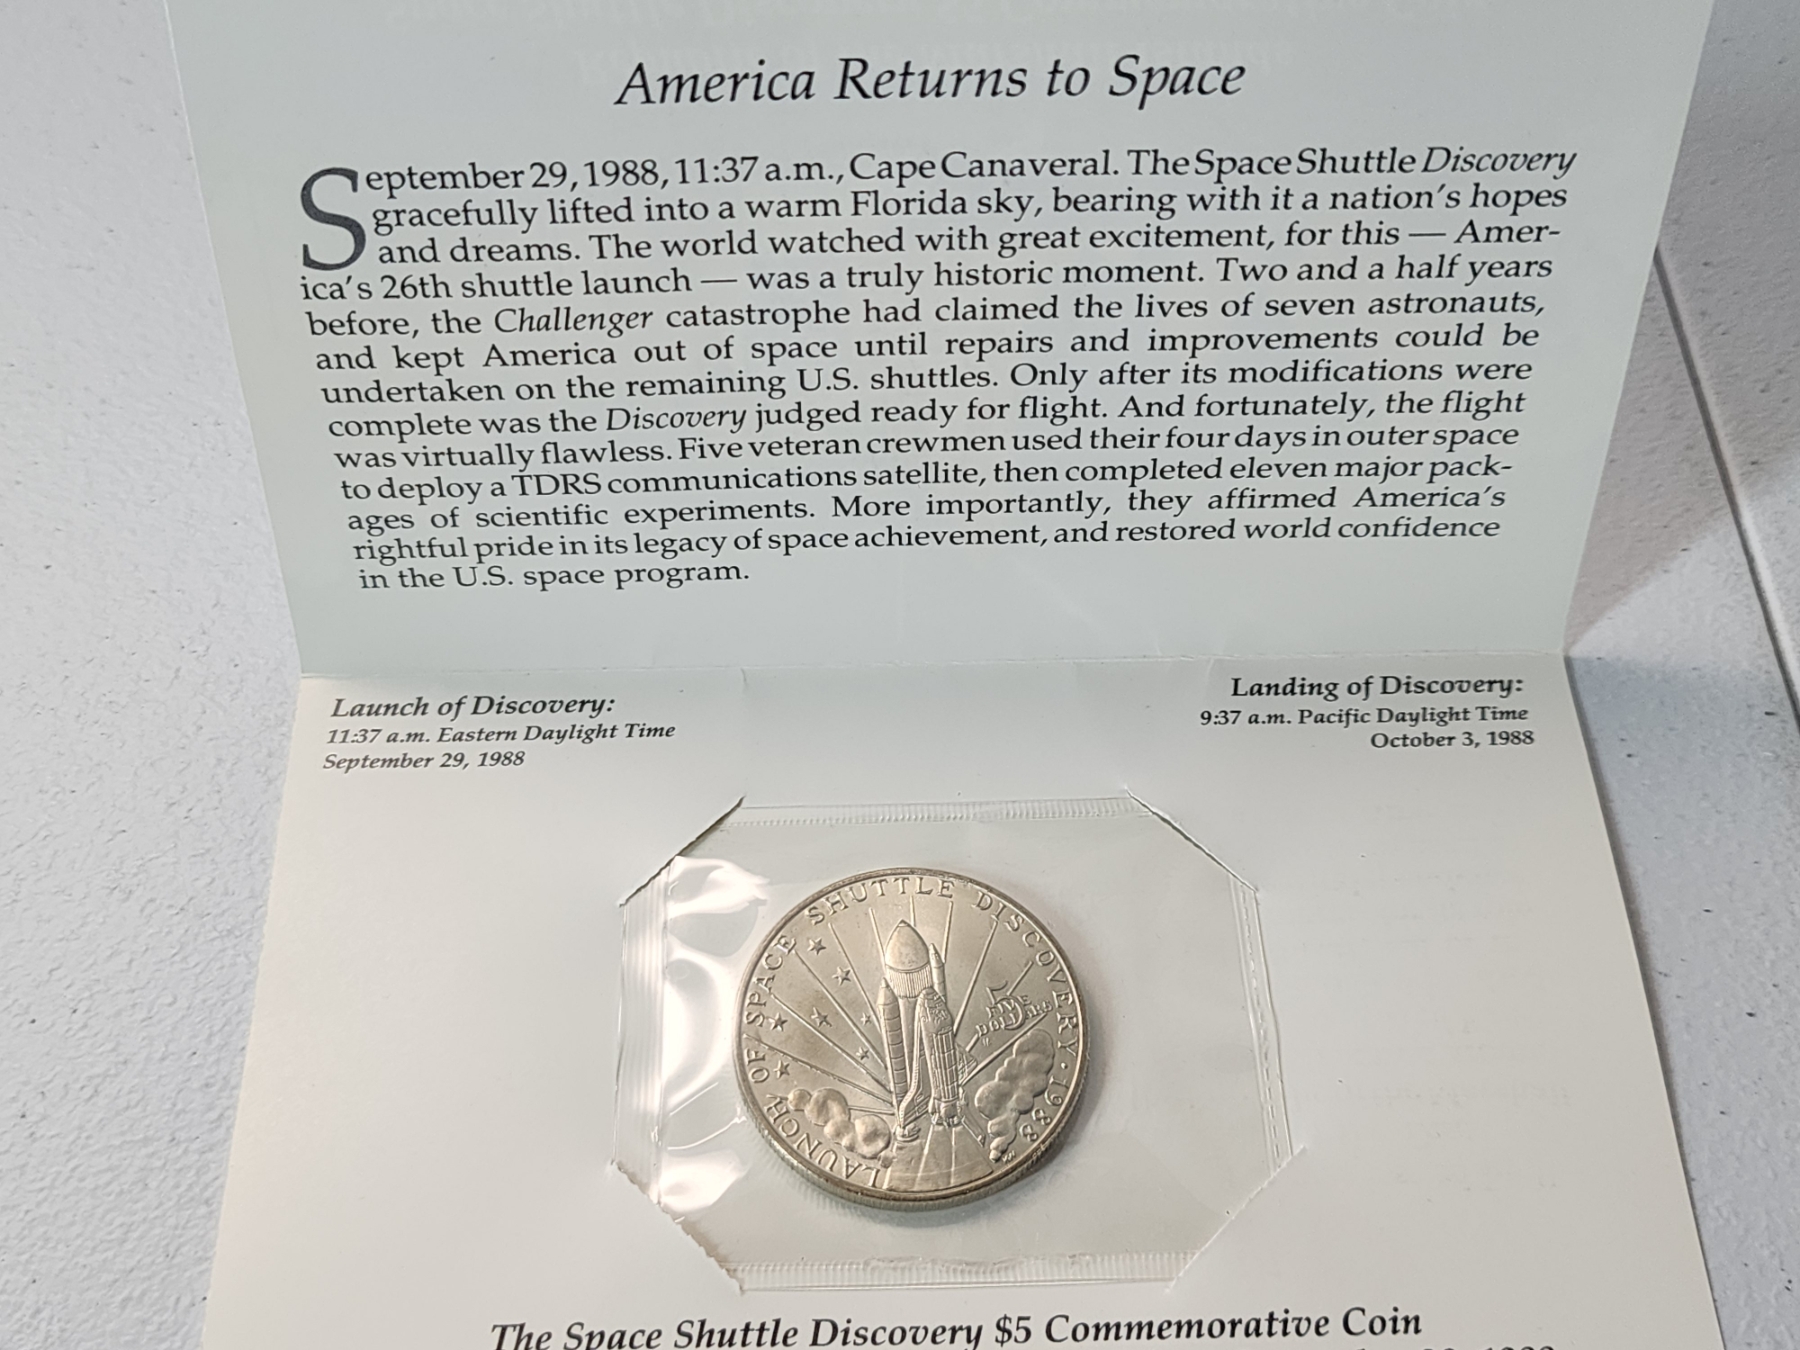 America Returns to Space
September 29, 1988, 11:37 a.m., Cape Canaveral. The Space Shuttle Discovery
gracefully lifted into a warm Florida sky, bearing with it a nation's hopes
and dreams. The world watched with great excitement, for this — Amer-
ica's 26th shuttle launch — was a truly historic moment. Two and a half years
before, the Challenger catastrophe had claimed the lives of seven astronauts,
and kept America out of space until repairs and improvements could be
undertaken on the remaining U.S. shuttles. Only after its modifications were
complete was the Discovery judged ready for flight. And fortunately, the flight
was virtually flawless. Five veteran crewmen used their four days in outer space
to deploy a TDRS communications satellite, then completed eleven major pack-
ages of scientific experiments. More importantly, they affirmed America's
rightful pride in its legacy of space achievement, and restored world confidence
in the U.S. space program.
Launch of Discovery:
11:37 a.m. Eastern Daylight Time
September 29, 1988
Landing of Discovery:
9:37 a.m. Pacific Daylight Time
October 3, 1988
LAUNCH OF SPACE SHUTTLE DISCOVERY · 1988
5
FIVE
DOLLARS
The Space Shuttle Discovery $5 Commemorative Coin